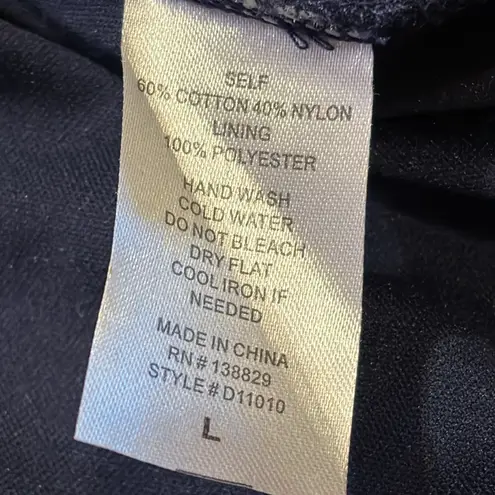 SELF
60% COTTON 40% NYLON
LINING
100% POLYESTER
HAND WASH
COLD WATER
DO NOT BLEACH
DRY FLAT
COOL IRON IF
NEEDED
MADE IN CHINA
RN # 138829
STYLE # D11010
L